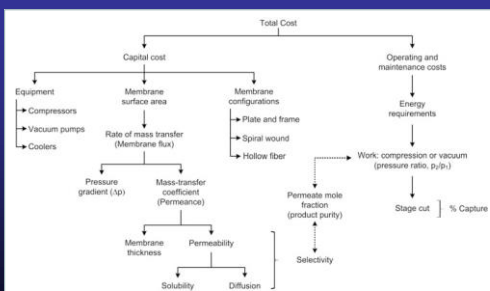 Total Cost
Capital cost
Operating and
maintenance costs
Equipment
Compressors
Vacuum pumps
Coolers
Membrane
surface area
Membrane
configurations
Plate and frame
Spiral wound
Hollow fiber
Energy
requirements
Rate of mass transfer
(Membrane flux)
Work: compression or vacuum
(pressure ratio, p₂/p₁)
Pressure
gradient (Δp)
Mass-transfer
coefficient
(Permeance)
Permeate mole
fraction
(product purity)
Stage cut
% Capture
Membrane
thickness
Permeability
Selectivity
Solubility
Diffusion